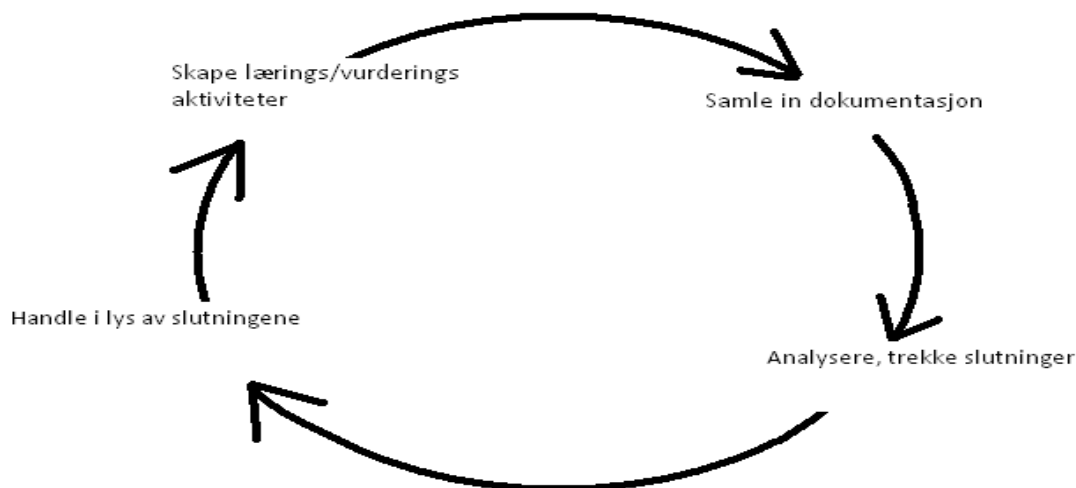 Skape lærings/vurderings
aktiviteter
Samle in dokumentasjon
Handle i lys av slutningene
Analysere, trekke slutninger